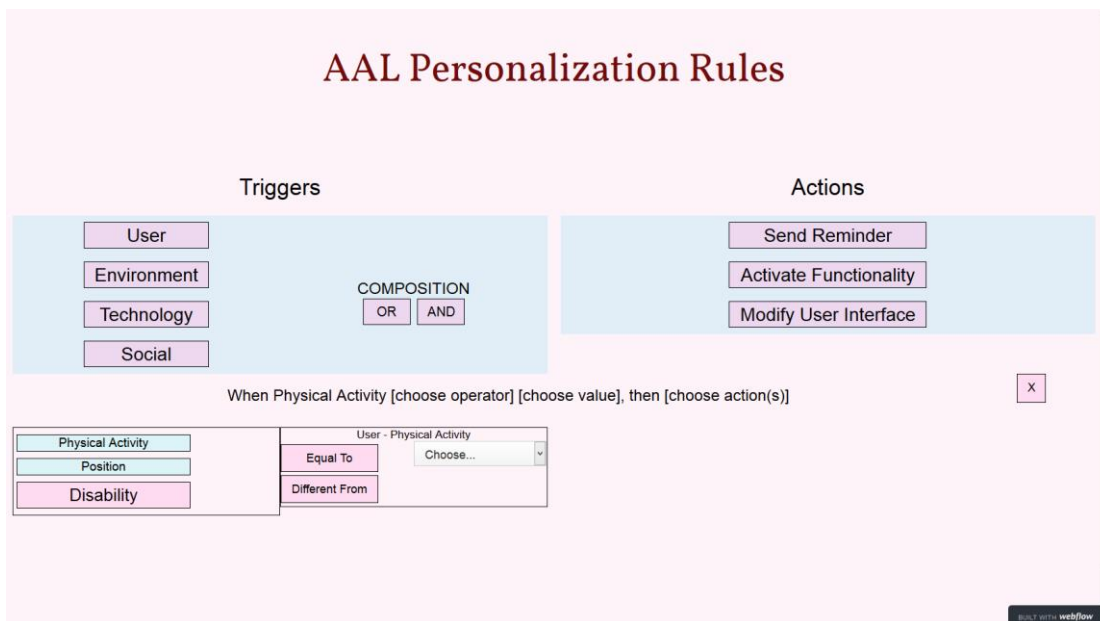 AAL Personalization Rules
Triggers
Actions
User
Environment
Technology
Social
COMPOSITION
OR
AND
Send Reminder
Activate Functionality
Modify User Interface
When Physical Activity [choose operator] [choose value], then [choose action(s)]
X
Physical Activity
Position
Disability
User - Physical Activity
Equal To
Choose...
Different From
BUILT WITH webflow